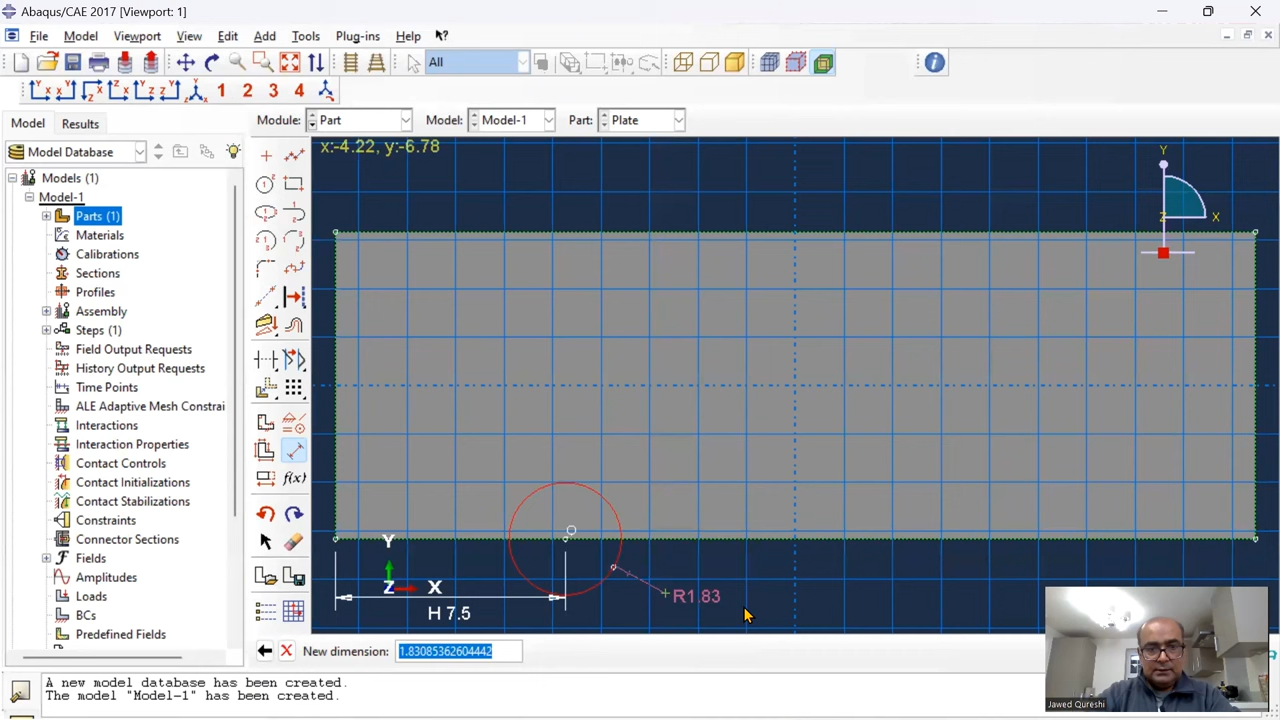 Abaqus/CAE 2017 [Viewport: 1]
File Model Viewport View Edit Add Tools Plug-ins Help
All
1 2 3 4
Model Results
Module: Part Model: Model-1 Part: Plate
Model Database
x:-4.22, y:-6.78
Models (1)
Model-1
Parts (1)
Materials
Calibrations
Sections
Profiles
Assembly
Steps (1)
Field Output Requests
History Output Requests
Time Points
ALE Adaptive Mesh Constrai
Interactions
Interaction Properties
Contact Controls
Contact Initializations
Contact Stabilizations
Constraints
Connector Sections
Fields
Amplitudes
Loads
BCs
Predefined Fields
f(x)
Y
Z X
Y
Z X
H 7.5
R1.83
New dimension: 1.83085362604442
A new model database has been created.
The model "Model-1" has been created.
Jawed Qureshi